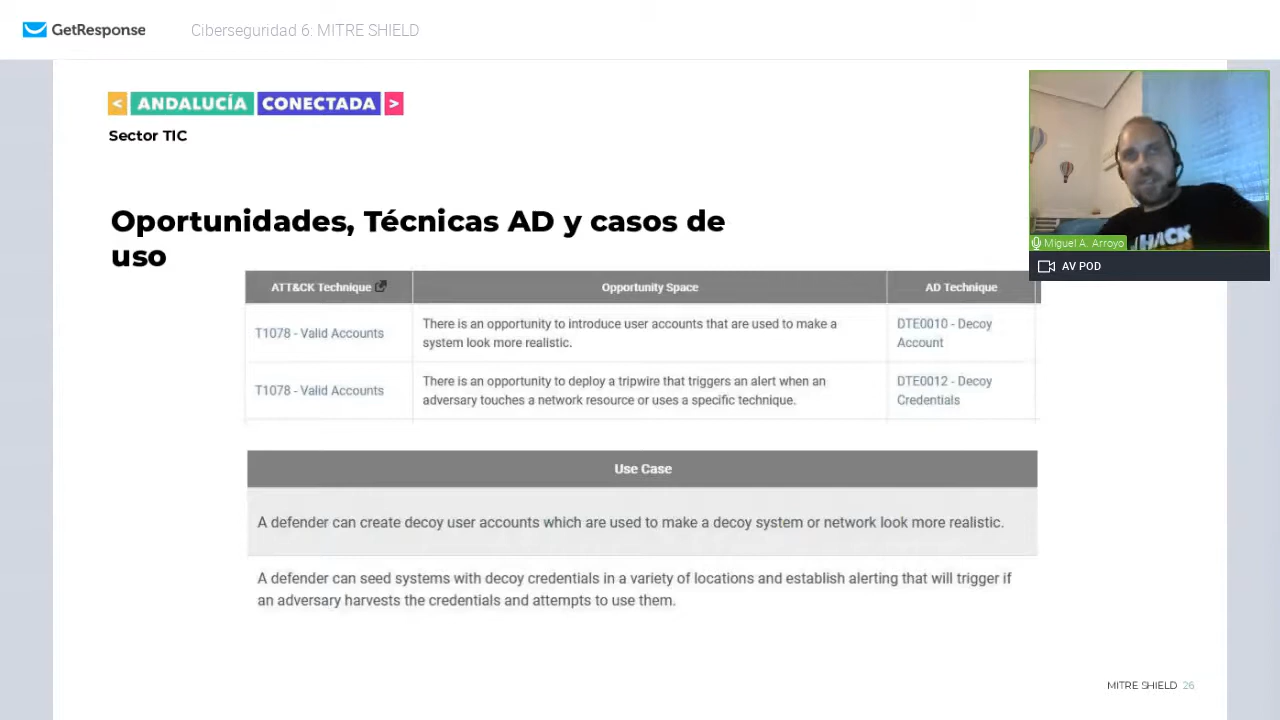 GetResponse
Ciberseguridad 6: MITRE SHIELD
< ANDALUCÍA CONECTADA >
Sector TIC
Oportunidades, Técnicas AD y casos de
uso
ATT&CK Technique
Opportunity Space
AD Technique
T1078 - Valid Accounts
There is an opportunity to introduce user accounts that are used to make a
system look more realistic.
DTE0010 - Decoy
Account
T1078 - Valid Accounts
There is an opportunity to deploy a tripwire that triggers an alert when an
adversary touches a network resource or uses a specific technique.
DTE0012 - Decoy
Credentials
Use Case
A defender can create decoy user accounts which are used to make a decoy system or network look more realistic.
A defender can seed systems with decoy credentials in a variety of locations and establish alerting that will trigger if
an adversary harvests the credentials and attempts to use them.
HACK
Miguel A. Arroyo
AV POD
MITRE SHIELD 26